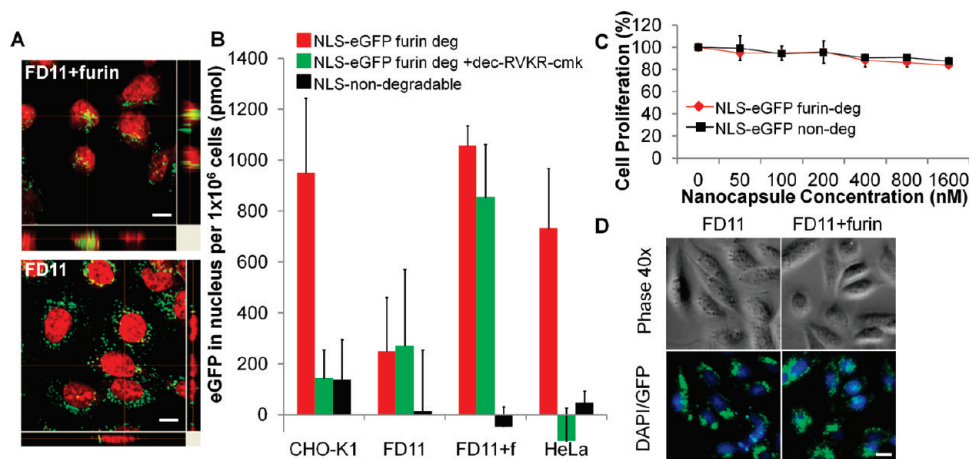 A
FD11+furin
FD11
B
eGFP in nucleus per 1x10⁶ cells (pmol)
1400
1200
1000
800
600
400
200
0
NLS-eGFP furin deg
NLS-eGFP furin deg +dec-RVKR-cmk
NLS-non-degradable
CHO-K1 FD11 FD11+f HeLa
C
Cell Proliferation (%)
120
100
80
60
40
20
0
NLS-eGFP furin-deg
NLS-eGFP non-deg
0 50 100 200 400 800 1600
Nanocapsule Concentration (nM)
D
FD11 FD11+furin
Phase 40x
DAPI/GFP